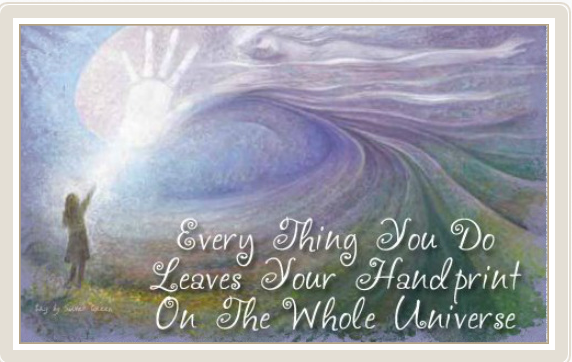 Every Thing You Do
Leaves Your Handprint
On The Whole Universe